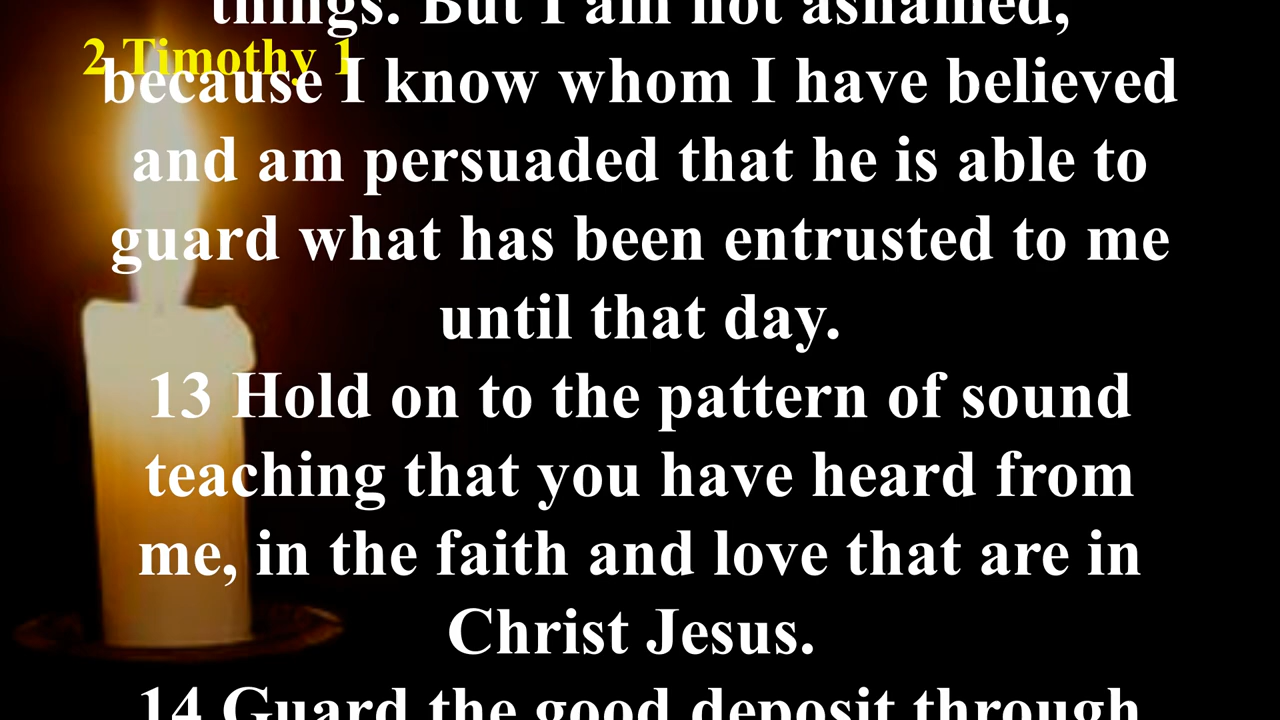 things. But I am not ashamed,
2 Timothy 1
because I know whom I have believed
and am persuaded that he is able to
guard what has been entrusted to me
until that day.
13 Hold on to the pattern of sound
teaching that you have heard from
me, in the faith and love that are in
Christ Jesus.
14 Guard the good deposit through